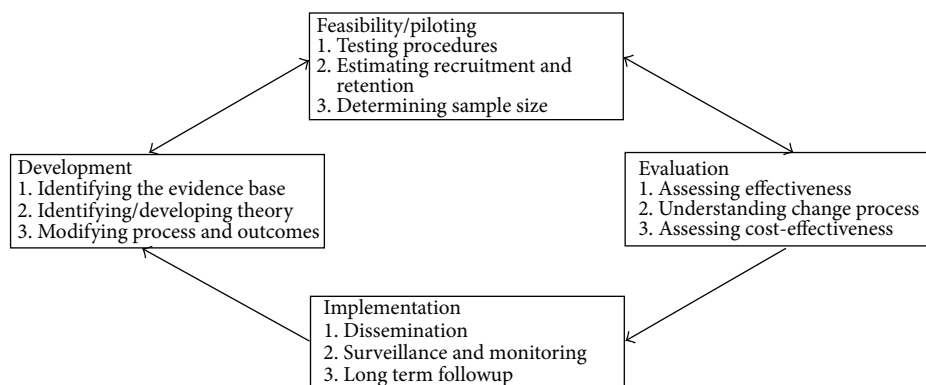 Feasibility/piloting
1. Testing procedures
2. Estimating recruitment and
retention
3. Determining sample size
Development
1. Identifying the evidence base
2. Identifying/developing theory
3. Modifying process and outcomes
Evaluation
1. Assessing effectiveness
2. Understanding change process
3. Assessing cost-effectiveness
Implementation
1. Dissemination
2. Surveillance and monitoring
3. Long term followup